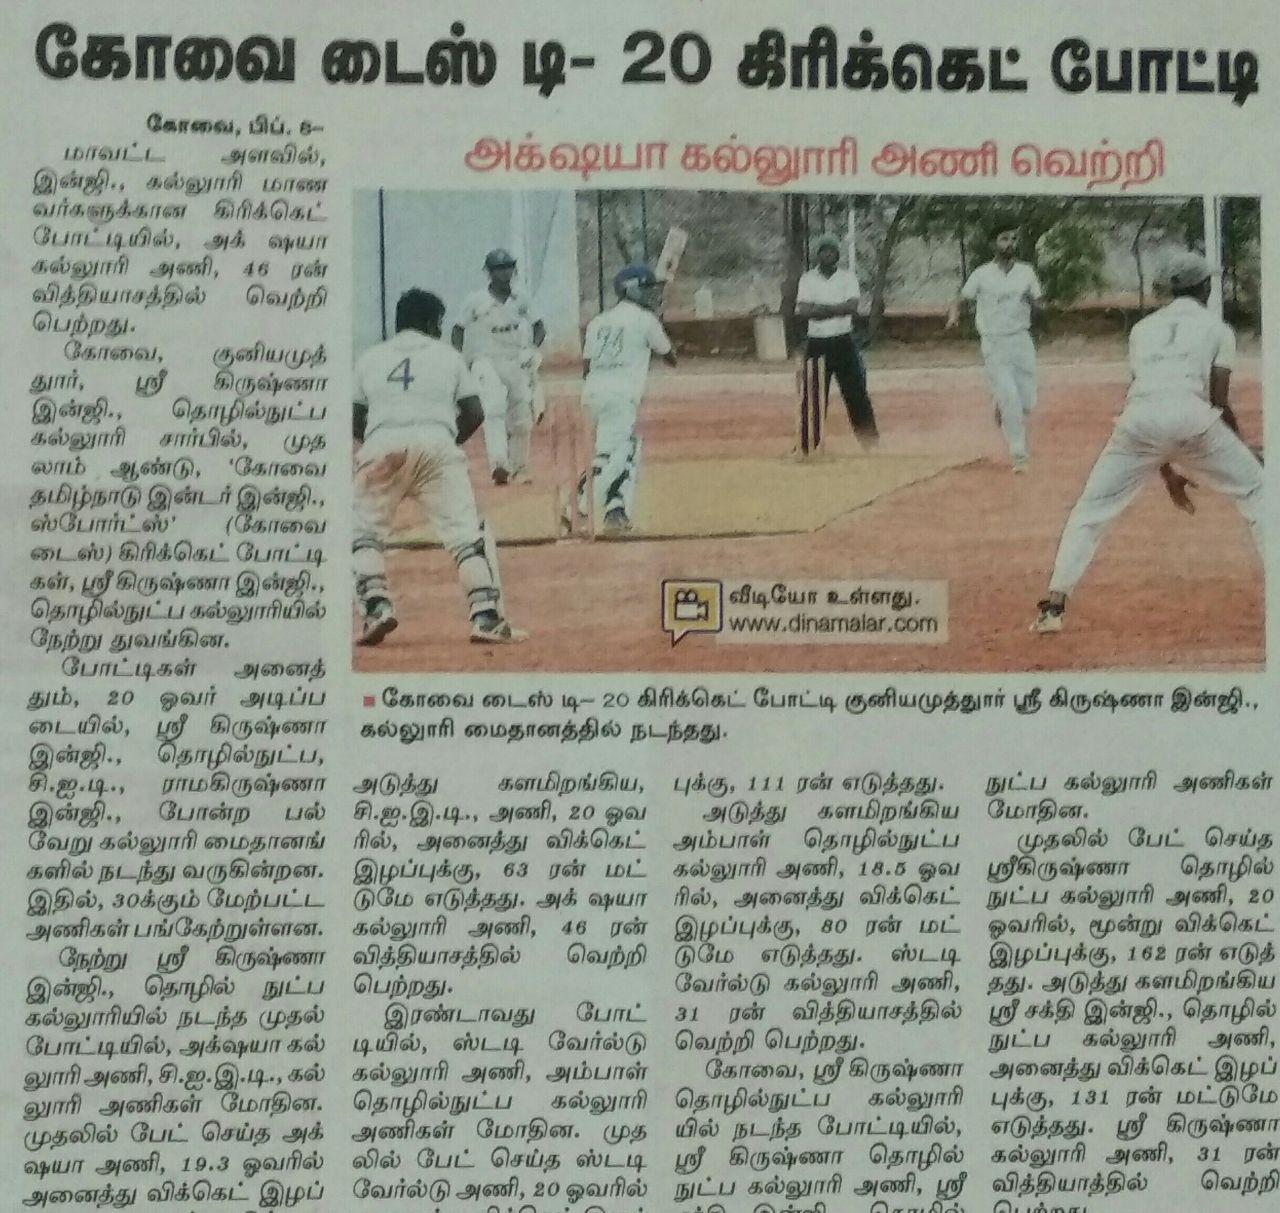 கோவை டைஸ் டி- 20 கிரிக்கெட் போட்டி
அக்ஷயா கல்லூரி அணி வெற்றி
கோவை, பிப். 8–
மாவட்ட அளவில்,
இன்ஜி., கல்லூரி மாண
வர்களுக்கான கிரிக்கெட்
போட்டியில், அக் ஷயா
கல்லூரி அணி, 46 ரன்
வித்தியாசத்தில் வெற்றி
பெற்றது.
கோவை, குனியமுத்
தூர், ஸ்ரீ கிருஷ்ணா
இன்ஜி., தொழில்நுட்ப
கல்லூரி சார்பில், முத
லாம் ஆண்டு, 'கோவை
தமிழ்நாடு இன்டர் இன்ஜி.,
ஸ்போர்ட்ஸ்' (கோவை
டைஸ்) கிரிக்கெட் போட்டி
கள், ஸ்ரீ கிருஷ்ணா இன்ஜி.,
தொழில்நுட்ப கல்லூரியில்
நேற்று துவங்கின.
போட்டிகள் அனைத்
தும், 20 ஓவர் அடிப்ப
டையில், ஸ்ரீ கிருஷ்ணா
இன்ஜி., தொழில்நுட்ப,
சி.ஐ.டி., ராமகிருஷ்ணா
இன்ஜி., போன்ற பல்
வேறு கல்லூரி மைதானங்
களில் நடந்து வருகின்றன.
இதில், 30க்கும் மேற்பட்ட
அணிகள் பங்கேற்றுள்ளன.
நேற்று ஸ்ரீ கிருஷ்ணா
இன்ஜி., தொழில் நுட்ப
கல்லூரியில் நடந்த முதல்
போட்டியில், அக்ஷயா கல்
லூரி அணி, சி.ஐ.இ.டி., கல்
லூரி அணிகள் மோதின.
முதலில் பேட் செய்த அக்
ஷயா அணி, 19.3 ஓவரில்
அனைத்து விக்கெட் இழப்
4
1
வீடியோ உள்ளது.
www.dinamalar.com
■ கோவை டைஸ் டி– 20 கிரிக்கெட் போட்டி குனியமுத்தூர் ஸ்ரீ கிருஷ்ணா இன்ஜி.,
கல்லூரி மைதானத்தில் நடந்தது.
அடுத்து களமிறங்கிய,
சி.ஐ.இ.டி., அணி, 20 ஓவ
ரில், அனைத்து விக்கெட்
இழப்புக்கு, 63 ரன் மட்
டுமே எடுத்தது. அக் ஷயா
கல்லூரி அணி, 46 ரன்
வித்தியாசத்தில் வெற்றி
பெற்றது.
இரண்டாவது போட்
டியில், ஸ்டடி வேர்ல்டு
கல்லூரி அணி, அம்பாள்
தொழில்நுட்ப கல்லூரி
அணிகள் மோதின. முத
லில் பேட் செய்த ஸ்டடி
வேர்ல்டு அணி, 20 ஓவரில்
புக்கு, 111 ரன் எடுத்தது.
அடுத்து களமிறங்கிய
அம்பாள் தொழில்நுட்ப
கல்லூரி அணி, 18.5 ஓவ
ரில், அனைத்து விக்கெட்
இழப்புக்கு, 80 ரன் மட்
டுமே எடுத்தது. ஸ்டடி
வேர்ல்டு கல்லூரி அணி,
31 ரன் வித்தியாசத்தில்
வெற்றி பெற்றது.
கோவை, ஸ்ரீ கிருஷ்ணா
தொழில்நுட்ப கல்லூரி
யில் நடந்த போட்டியில்,
ஸ்ரீ கிருஷ்ணா தொழில்
நுட்ப கல்லூரி அணி, ஸ்ரீ
நுட்ப கல்லூரி அணிகள்
மோதின.
முதலில் பேட் செய்த
ஸ்ரீகிருஷ்ணா தொழில்
நுட்ப கல்லூரி அணி, 20
ஓவரில், மூன்று விக்கெட்
இழப்புக்கு, 162 ரன் எடுத்
தது. அடுத்து களமிறங்கிய
ஸ்ரீ சக்தி இன்ஜி., தொழில்
நுட்ப கல்லூரி அணி,
அனைத்து விக்கெட் இழப்
புக்கு, 131 ரன் மட்டுமே
எடுத்தது. ஸ்ரீ கிருஷ்ணா
கல்லூரி அணி, 31 ரன்
வித்தியாத்தில் வெற்றி